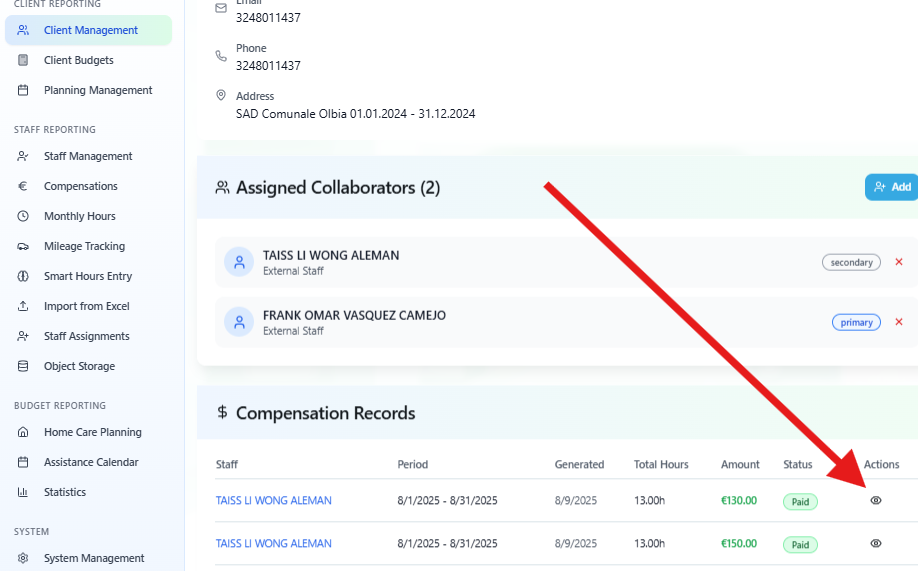 CLIENT REPORTING
Client Management
Client Budgets
Planning Management
STAFF REPORTING
Staff Management
Compensations
Monthly Hours
Mileage Tracking
Smart Hours Entry
Import from Excel
Staff Assignments
Object Storage
BUDGET REPORTING
Home Care Planning
Assistance Calendar
Statistics
SYSTEM
System Management
Email
3248011437
Phone
3248011437
Address
SAD Comunale Olbia 01.01.2024 - 31.12.2024
Assigned Collaborators (2)
Add
TAISS LI WONG ALEMAN
External Staff
secondary
FRANK OMAR VASQUEZ CAMEJO
External Staff
primary
$ Compensation Records
Staff Period Generated Total Hours Amount Status Actions
TAISS LI WONG ALEMAN 8/1/2025 - 8/31/2025 8/9/2025 13.00h €130.00 Paid
TAISS LI WONG ALEMAN 8/1/2025 - 8/31/2025 8/9/2025 13.00h €150.00 Paid